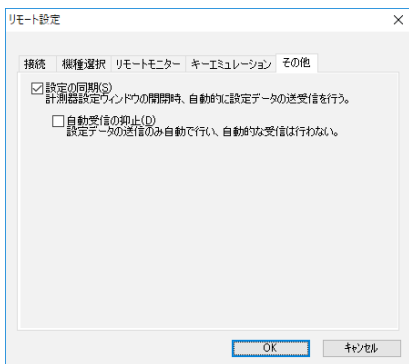 リモート設定
接続 機種選択 リモートモニター キーエミュレーション その他
設定の同期(S)
計測器設定ウィンドウの開閉時、自動的に設定データの送受信を行う。
自動受信の抑止(D)
設定データの送信のみ自動で行い、自動的な受信は行わない。
OK キャンセル